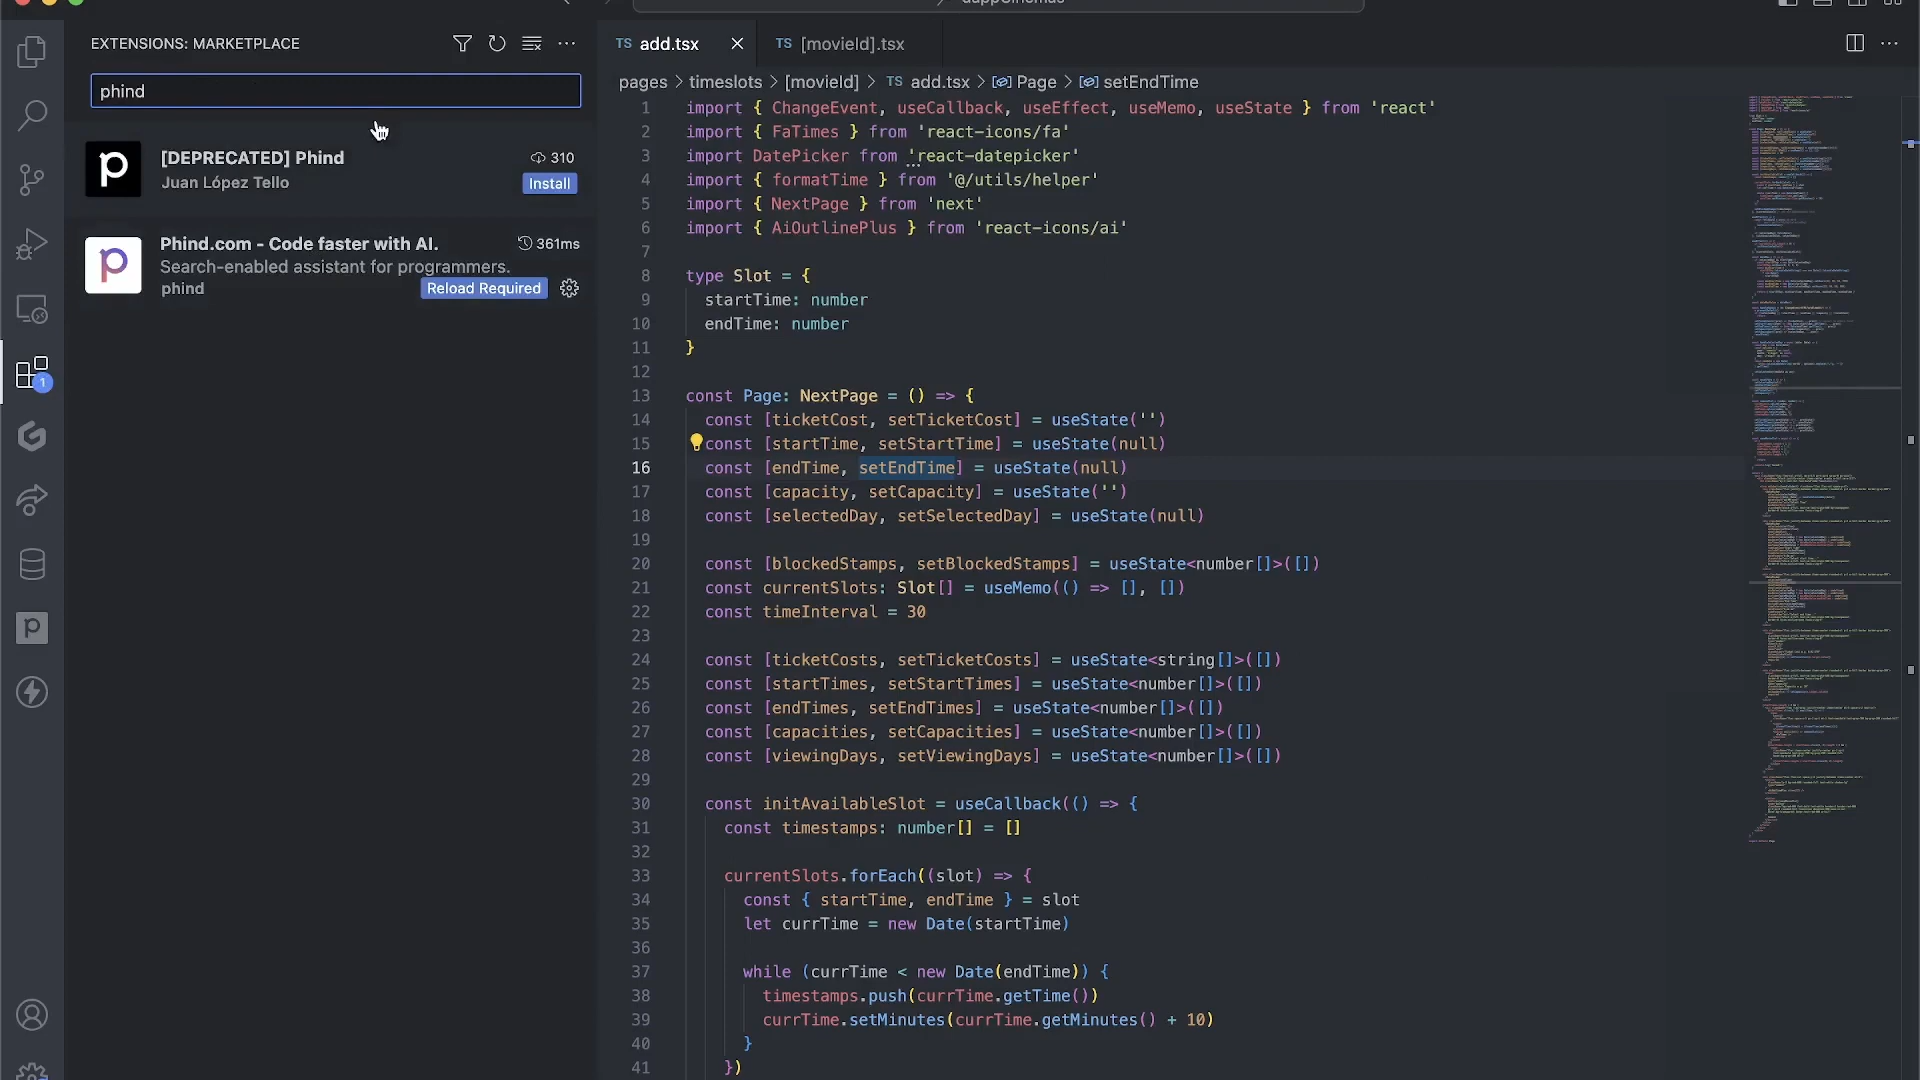 dappCinemas
EXTENSIONS: MARKETPLACE
phind
[DEPRECATED] Phind
310
Juan López Tello
Install
Phind.com - Code faster with AI.
361ms
Search-enabled assistant for programmers.
phind
Reload Required
1
TS add.tsx
TS [movieId].tsx
pages > timeslots > [movieId] > TS add.tsx > Page > setEndTime
1 import { ChangeEvent, useCallback, useEffect, useMemo, useState } from 'react'
2 import { FaTimes } from 'react-icons/fa'
3 import DatePicker from 'react-datepicker'
4 import { formatTime } from '@/utils/helper'
5 import { NextPage } from 'next'
6 import { AiOutlinePlus } from 'react-icons/ai'
7
8 type Slot = {
9 startTime: number
10 endTime: number
11 }
12
13 const Page: NextPage = () => {
14 const [ticketCost, setTicketCost] = useState('')
15 const [startTime, setStartTime] = useState(null)
16 const [endTime, setEndTime] = useState(null)
17 const [capacity, setCapacity] = useState('')
18 const [selectedDay, setSelectedDay] = useState(null)
19
20 const [blockedStamps, setBlockedStamps] = useState<number[]>([])
21 const currentSlots: Slot[] = useMemo(() => [], [])
22 const timeInterval = 30
23
24 const [ticketCosts, setTicketCosts] = useState<string[]>([])
25 const [startTimes, setStartTimes] = useState<number[]>([])
26 const [endTimes, setEndTimes] = useState<number[]>([])
27 const [capacities, setCapacities] = useState<number[]>([])
28 const [viewingDays, setViewingDays] = useState<number[]>([])
29
30 const initAvailableSlot = useCallback(() => {
31 const timestamps: number[] = []
32
33 currentSlots.forEach((slot) => {
34 const { startTime, endTime } = slot
35 let currTime = new Date(startTime)
36
37 while (currTime < new Date(endTime)) {
38 timestamps.push(currTime.getTime())
39 currTime.setMinutes(currTime.getMinutes() + 10)
40 }
41 })